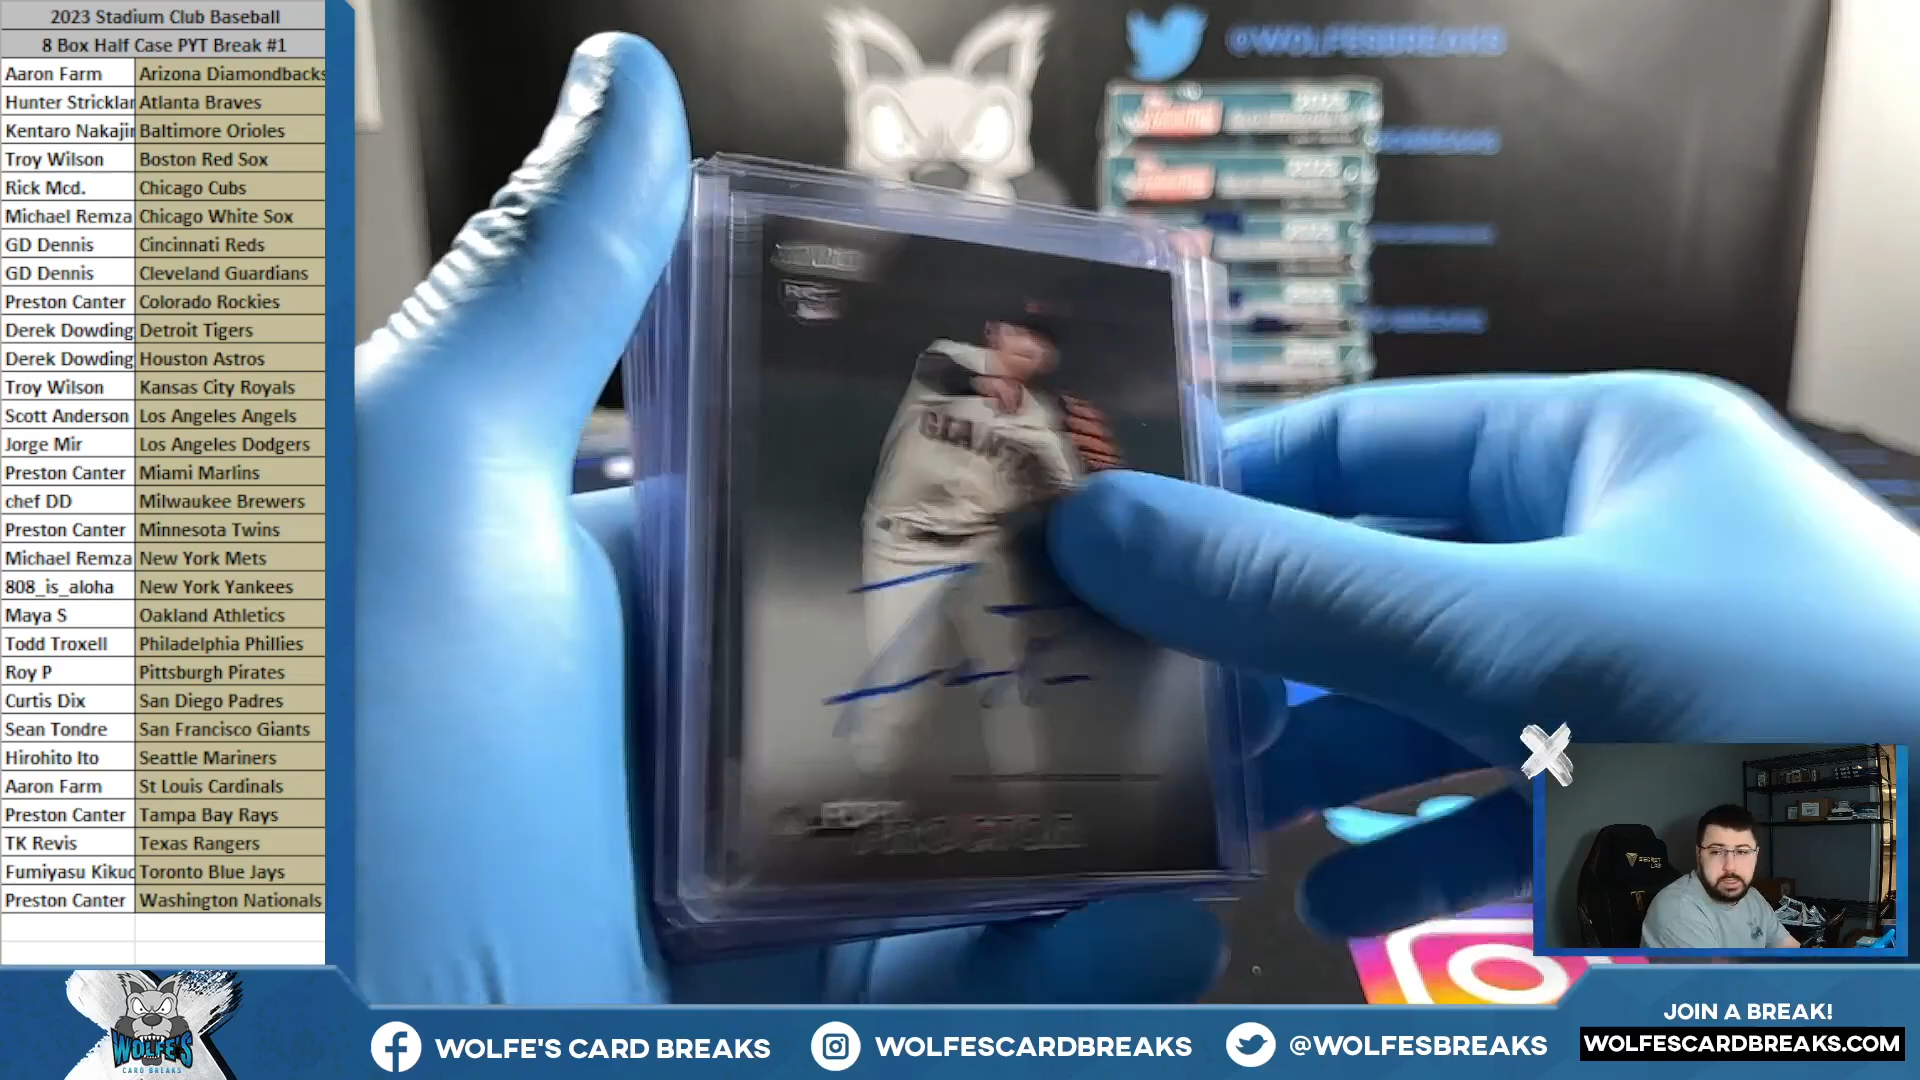 2023 Stadium Club Baseball
8 Box Half Case PYT Break #1
Aaron Farm Arizona Diamondbacks
Hunter Stricklar Atlanta Braves
Kentaro Nakajir Baltimore Orioles
Troy Wilson Boston Red Sox
Rick Mcd. Chicago Cubs
Michael Remza Chicago White Sox
GD Dennis Cincinnati Reds
GD Dennis Cleveland Guardians
Preston Canter Colorado Rockies
Derek Dowding Detroit Tigers
Derek Dowding Houston Astros
Troy Wilson Kansas City Royals
Scott Anderson Los Angeles Angels
Jorge Mir Los Angeles Dodgers
Preston Canter Miami Marlins
chef DD Milwaukee Brewers
Preston Canter Minnesota Twins
Michael Remza New York Mets
808_is_aloha New York Yankees
Maya S Oakland Athletics
Todd Troxell Philadelphia Phillies
Roy P Pittsburgh Pirates
Curtis Dix San Diego Padres
Sean Tondre San Francisco Giants
Hirohito Ito Seattle Mariners
Aaron Farm St Louis Cardinals
Preston Canter Tampa Bay Rays
TK Revis Texas Rangers
Fumiyasu Kikuc Toronto Blue Jays
Preston Canter Washington Nationals
@WOLFESBREAKS
GIANTS
SECRET LAB
WOLFE'S
CARD BREAKS
WOLFE'S CARD BREAKS
WOLFESCARDBREAKS
@WOLFESBREAKS
JOIN A BREAK!
WOLFESCARDBREAKS.COM